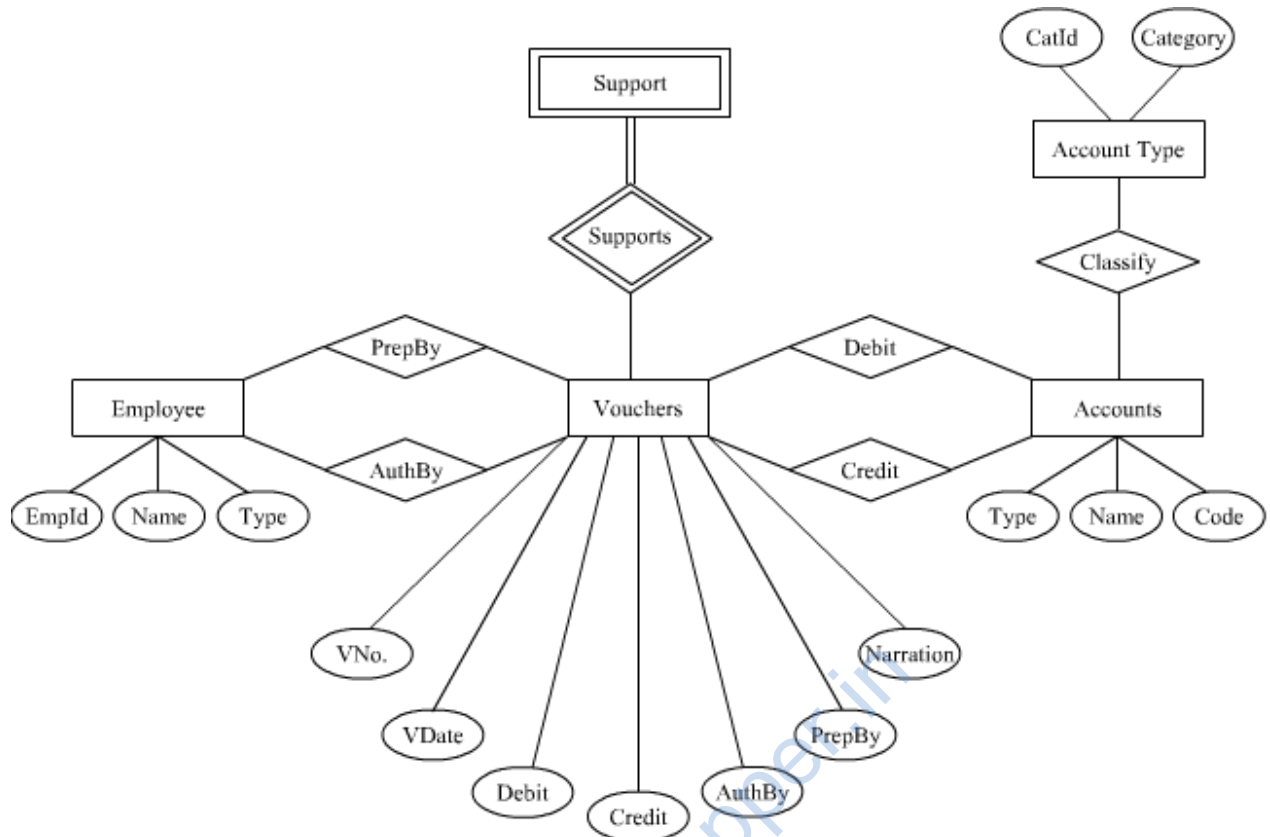 CatId Category
Support
Account Type
Supports
Classify
PrepBy Debit
Employee Vouchers Accounts
AuthBy Credit
EmpId Name Type Type Name Code
VNo. Narration
VDate PrepBy
Debit AuthBy
Credit